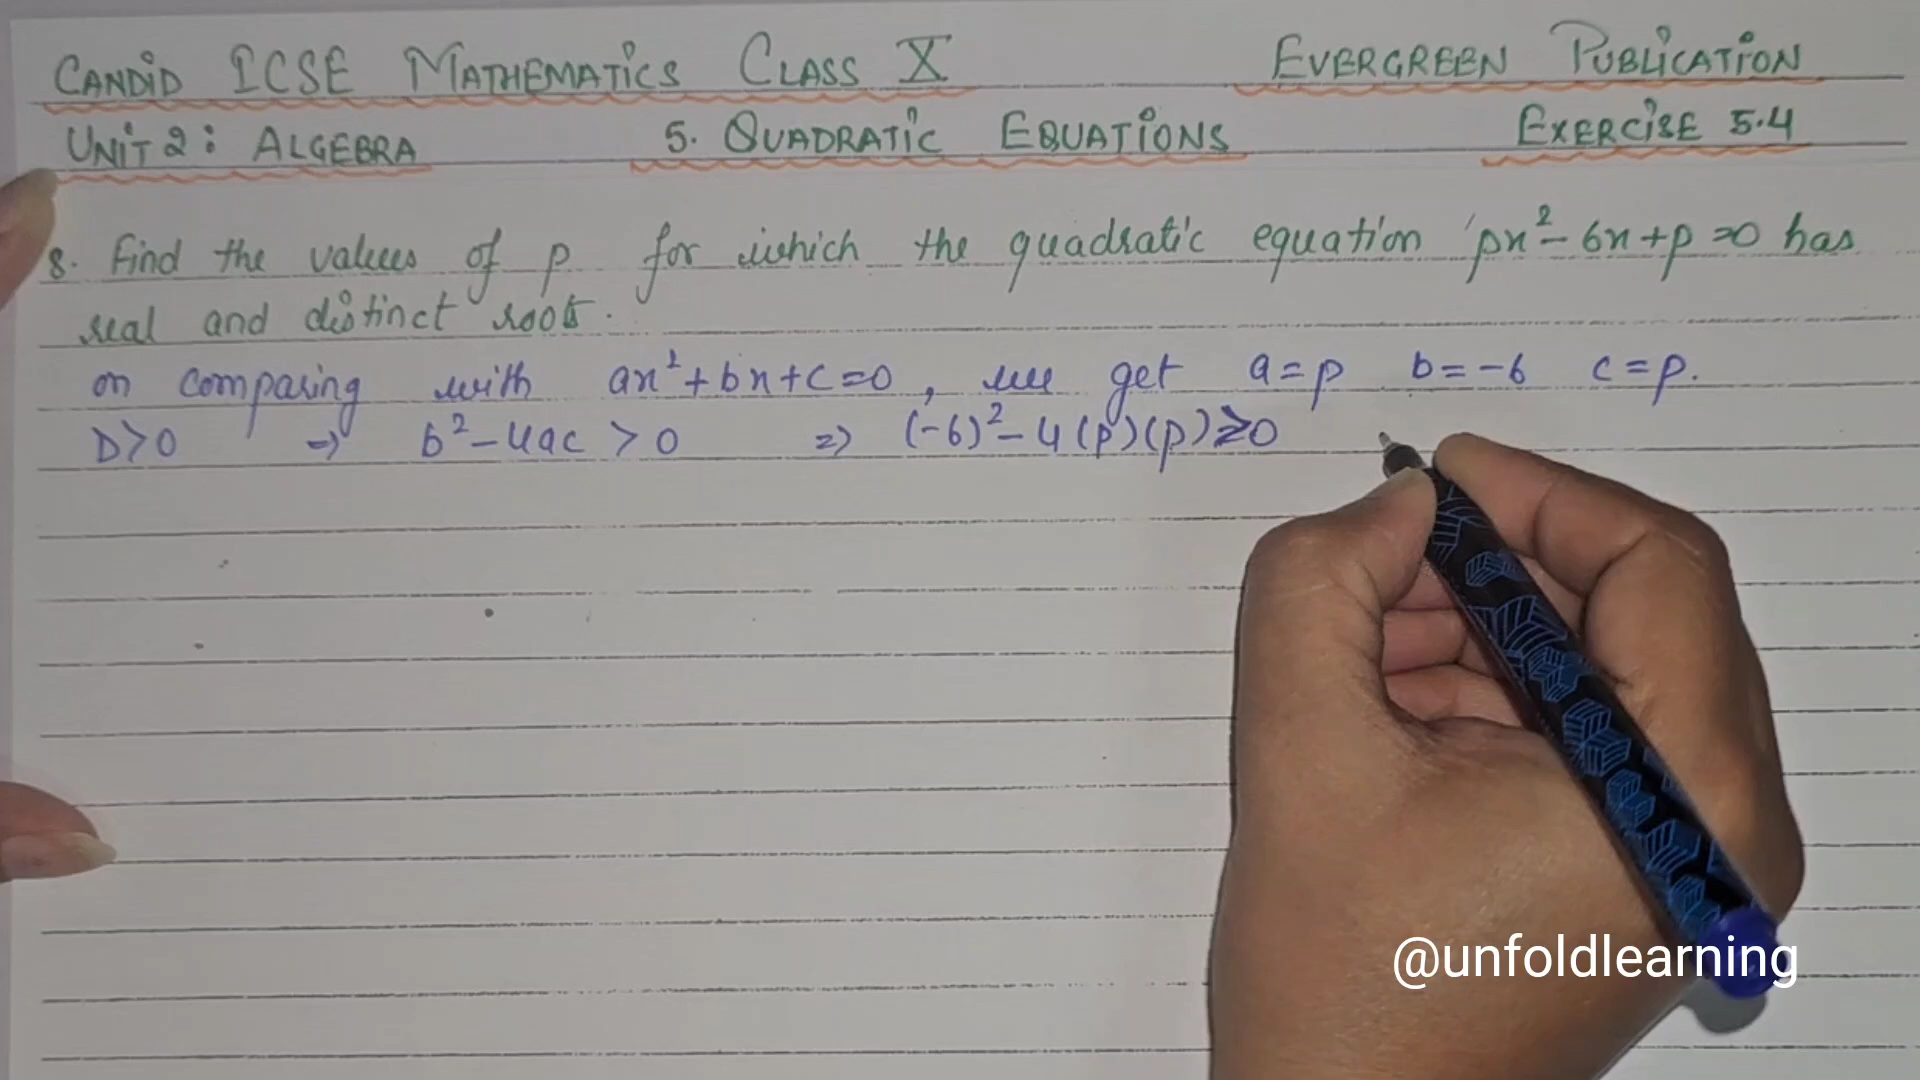 CANDID ICSE MATHEMATICS CLASS X EVERGREEN PUBLICATION
UNIT 2: ALGEBRA 5. QUADRATIC EQUATIONS EXERCISE 5.4
8. Find the values of p for which the quadratic equation px²-6x+p=0 has
real and distinct roots.
on comparing with ax²+bx+c=0, we get a=p b=-6 c=p.
D>0 ⇒ b²-4ac >0 ⇒ (-6)²-4(p)(p)>0
@unfoldlearning